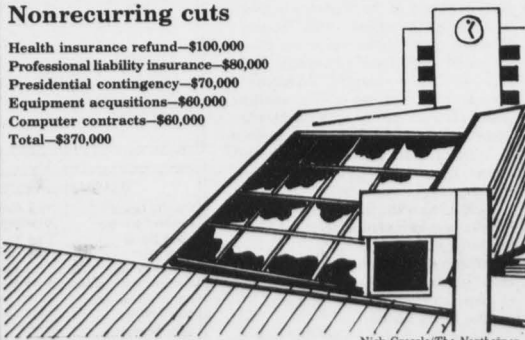 Nonrecurring cuts
Health insurance refund—$100,000
Professional liability insurance—$80,000
Presidential contingency—$70,000
Equipment acqusitions—$60,000
Computer contracts—$60,000
Total—$370,000